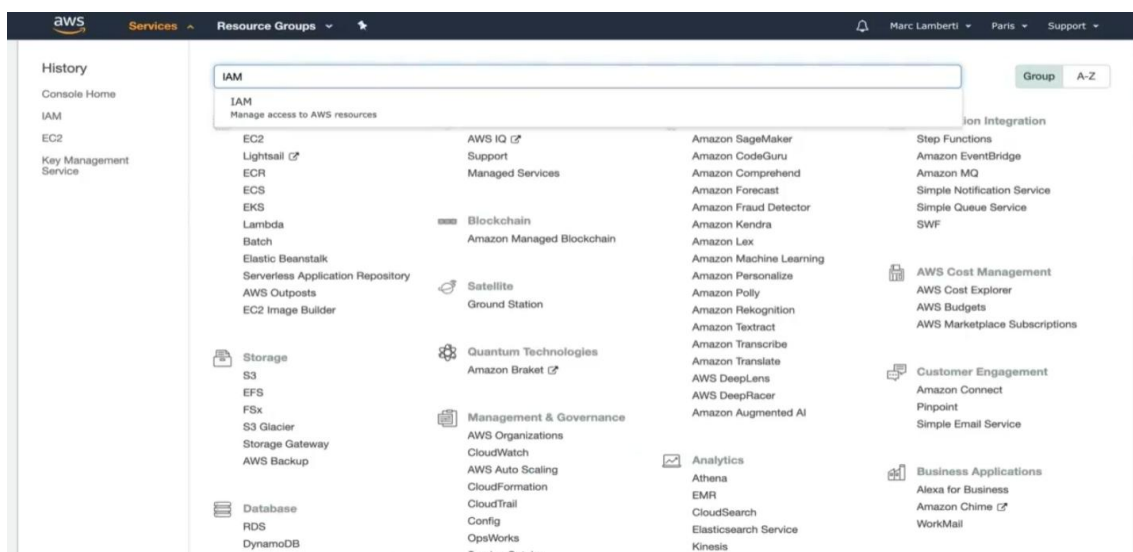 aws
Services
Resource Groups
Marc Lamberti
Paris
Support
History
Console Home
IAM
EC2
Key Management
Service
IAM
Group
A-Z
IAM
Manage access to AWS resources
EC2
Lightsail
ECR
ECS
EKS
Lambda
Batch
Elastic Beanstalk
Serverless Application Repository
AWS Outposts
EC2 Image Builder
Storage
S3
EFS
FSx
S3 Glacier
Storage Gateway
AWS Backup
Database
RDS
DynamoDB
AWS IQ
Support
Managed Services
Blockchain
Amazon Managed Blockchain
Satellite
Ground Station
Quantum Technologies
Amazon Braket
Management & Governance
AWS Organizations
CloudWatch
AWS Auto Scaling
CloudFormation
CloudTrail
Config
OpsWorks
Amazon SageMaker
Amazon CodeGuru
Amazon Comprehend
Amazon Forecast
Amazon Fraud Detector
Amazon Kendra
Amazon Lex
Amazon Machine Learning
Amazon Personalize
Amazon Polly
Amazon Rekognition
Amazon Textract
Amazon Transcribe
Amazon Translate
AWS DeepLens
AWS DeepRacer
Amazon Augmented AI
Analytics
Athena
EMR
CloudSearch
Elasticsearch Service
Kinesis
Integration
Step Functions
Amazon EventBridge
Amazon MQ
Simple Notification Service
Simple Queue Service
SWF
AWS Cost Management
AWS Cost Explorer
AWS Budgets
AWS Marketplace Subscriptions
Customer Engagement
Amazon Connect
Pinpoint
Simple Email Service
Business Applications
Alexa for Business
Amazon Chime
WorkMail